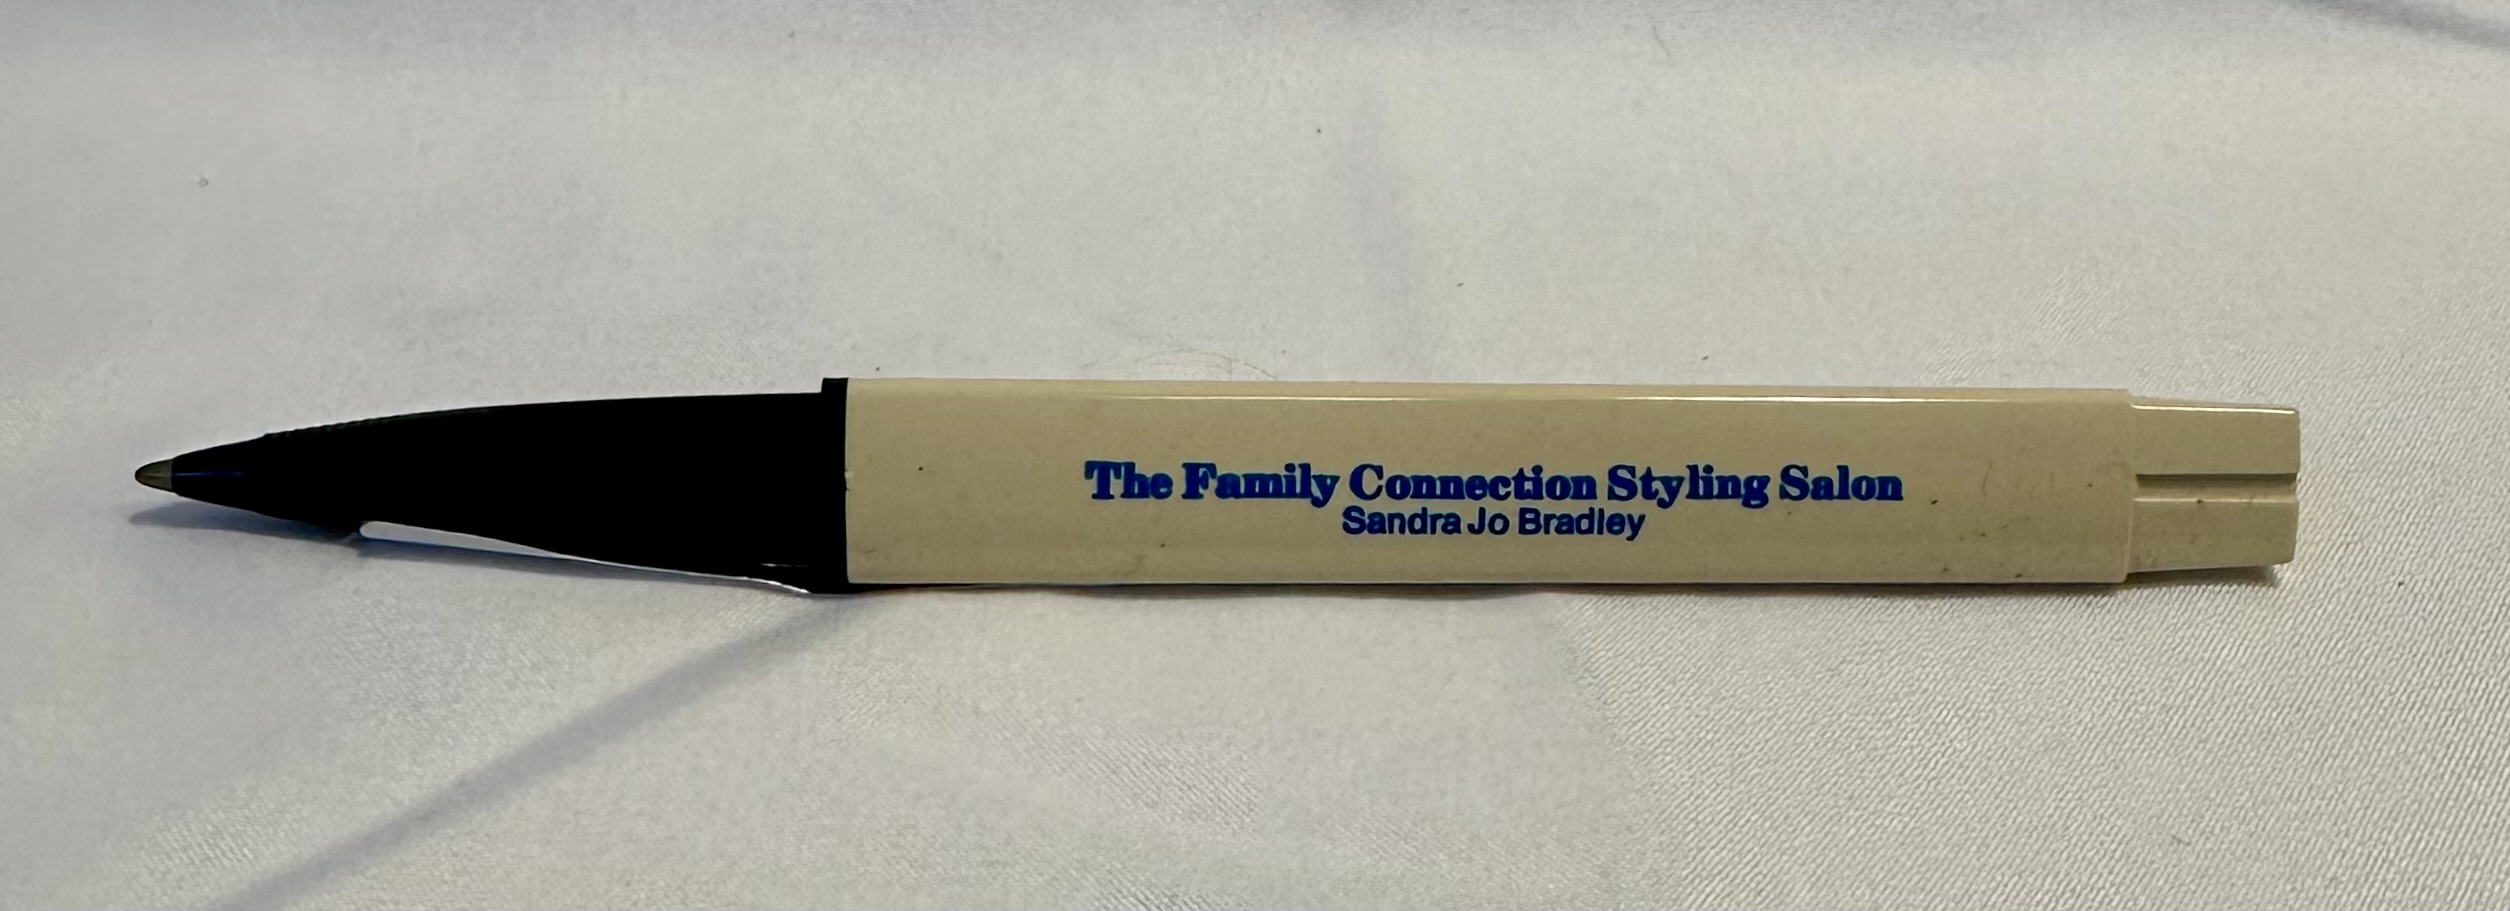 The Family Connection Styling Salon
Sandra Jo Bradley